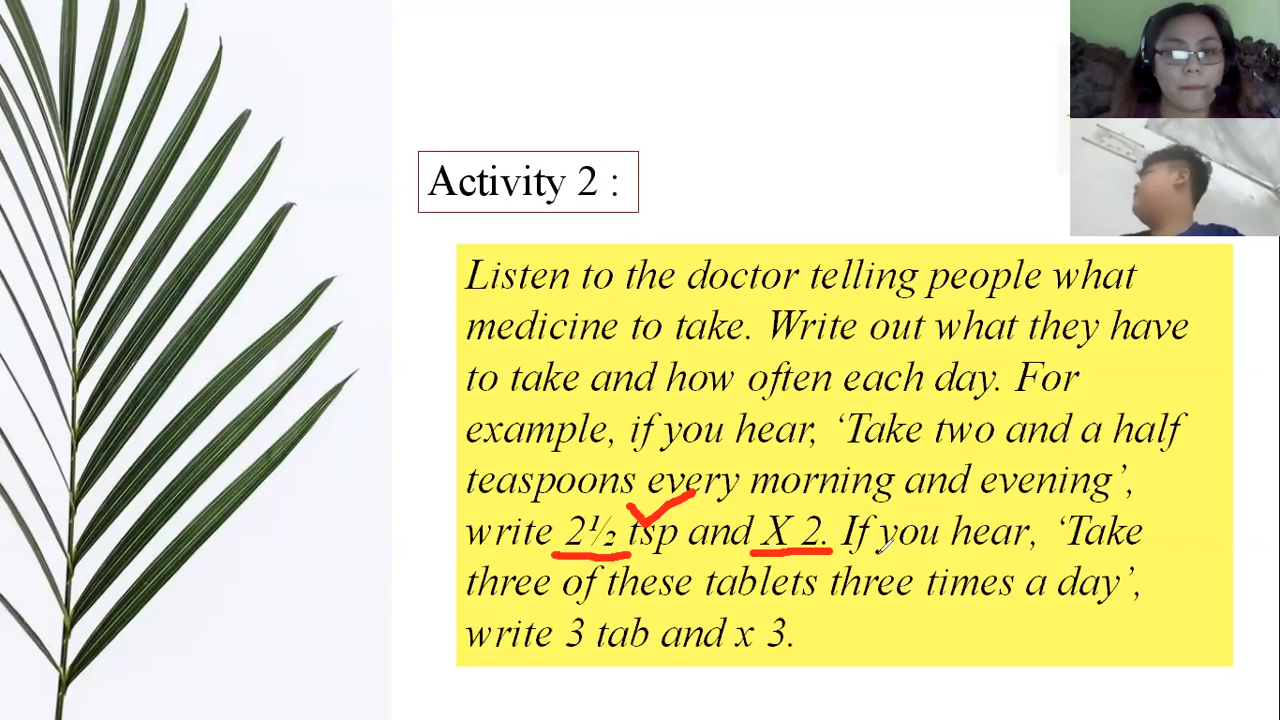 Activity 2 :
Listen to the doctor telling people what
medicine to take. Write out what they have
to take and how often each day. For
example, if you hear, ‘Take two and a half
teaspoons every morning and evening’,
write 2½ tsp and X 2. If you hear, ‘Take
three of these tablets three times a day’,
write 3 tab and x 3.